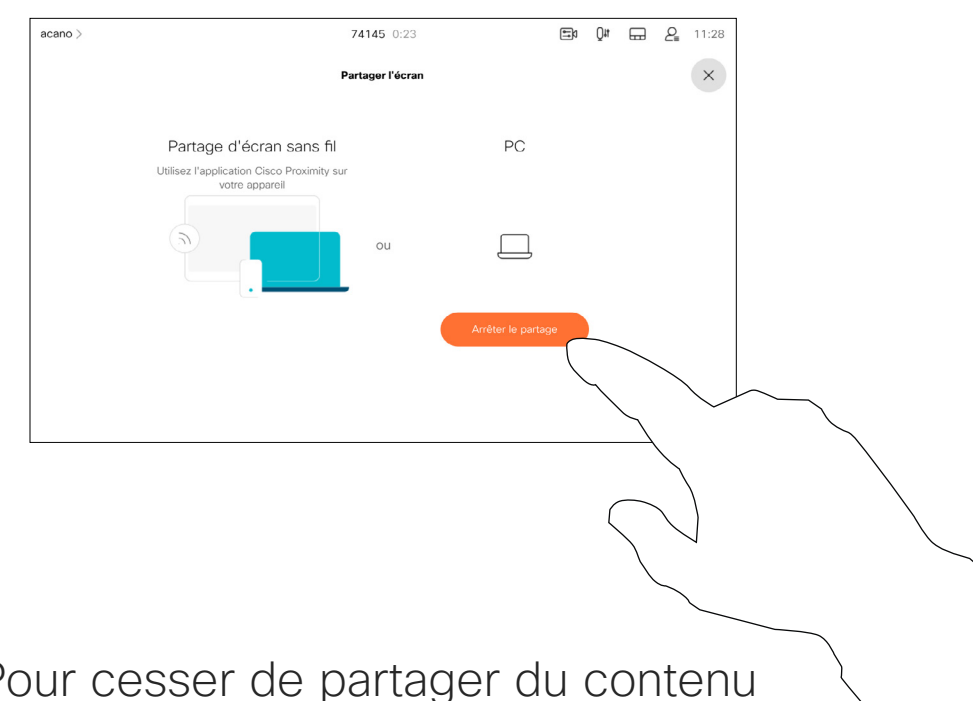 acano >
74145 0:23
11:28
Partager l'écran
Partage d'écran sans fil
PC
Utilisez l'application Cisco Proximity sur
votre appareil
ou
Arrêter le partage
Pour cesser de partager du contenu